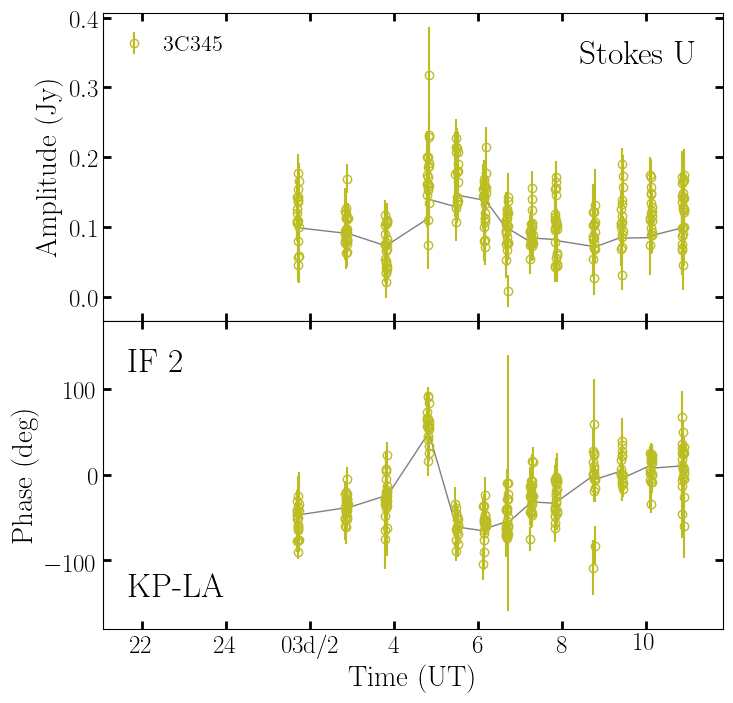 0.4
3C345
Stokes U
0.3
0.2
0.1
0.0
Amplitude (Jy)
IF 2
100
0
−100
Phase (deg)
KP-LA
22 24 03d/2 4 6 8 10
Time (UT)